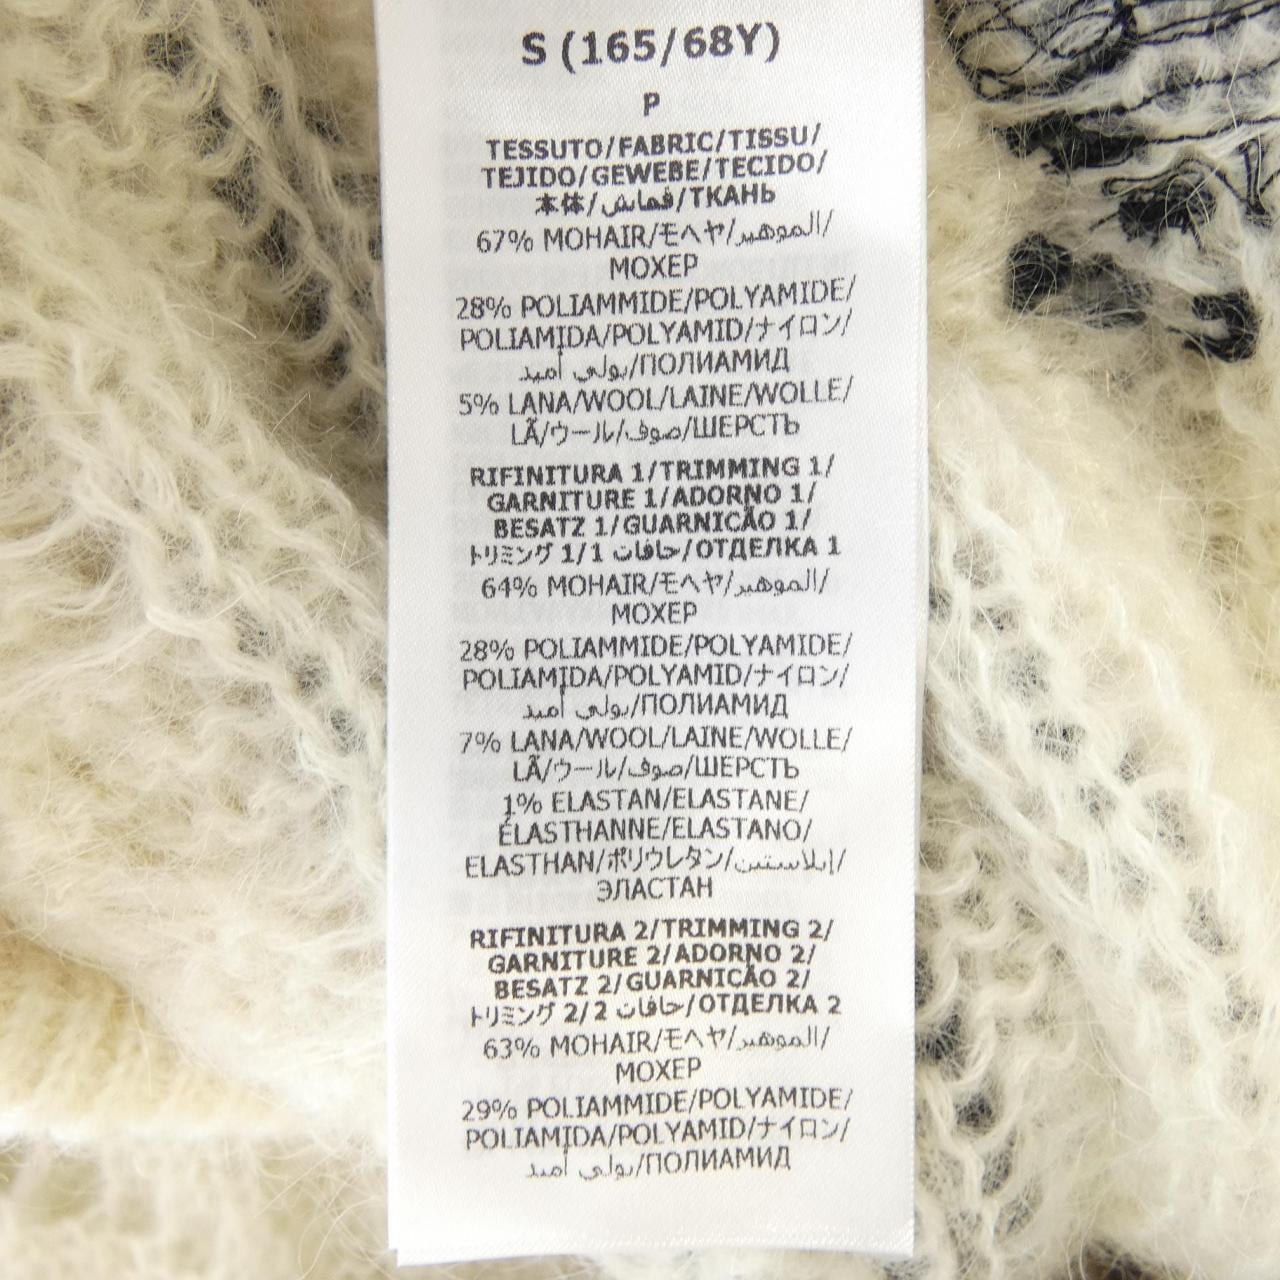 S (165/68Y)
P
TESSUTO/FABRIC/TISSU/
TEJIDO/GEWEBE/TECIDO/
本体/قماش/ТКАНЬ
67% MOHAIR/モヘヤ/الموهير/
МОХЕР
28% POLIAMMIDE/POLYAMIDE/
POLIAMIDA/POLYAMID/ナイロン/
بولي أميد/ПОЛИАМИД
5% LANA/WOOL/LAINE/WOLLE/
LÃ/ウール/صوف/ШЕРСТЬ
RIFINITURA 1/TRIMMING 1/
GARNITURE 1/ADORNO 1/
BESATZ 1/GUARNICÃO 1/
トリミング 1/1 حافات/ОТДЕЛКА 1
64% MOHAIR/モヘヤ/الموهير/
МОХЕР
28% POLIAMMIDE/POLYAMIDE/
POLIAMIDA/POLYAMID/ナイロン/
بولي أميد/ПОЛИАМИД
7% LANA/WOOL/LAINE/WOLLE/
LÃ/ウール/صوف/ШЕРСТЬ
1% ELASTAN/ELASTANE/
ÉLASTHANNE/ELASTANO/
ELASTHAN/ポリウレタン/إيلاستين/
ЭЛАСТАН
RIFINITURA 2/TRIMMING 2/
GARNITURE 2/ADORNO 2/
BESATZ 2/GUARNICÃO 2/
トリミング 2/2 حافات/ОТДЕЛКА 2
63% MOHAIR/モヘヤ/الموهير/
МОХЕР
29% POLIAMMIDE/POLYAMIDE/
POLIAMIDA/POLYAMID/ナイロン/
بولي أميد/ПОЛИАМИД